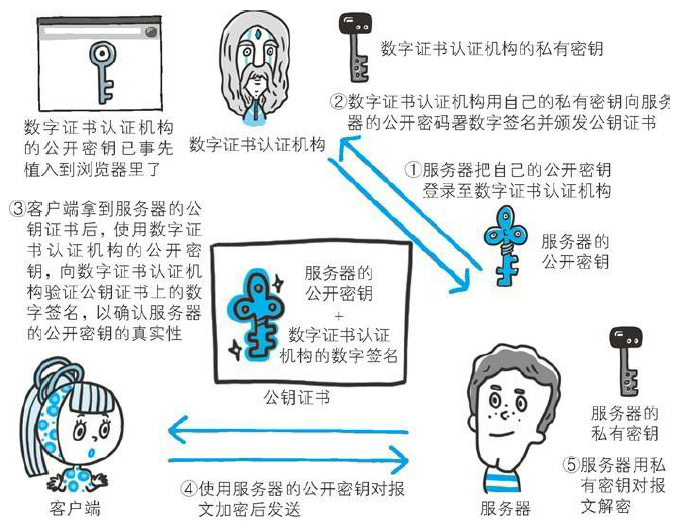 数字证书认证机构的私有密钥
②数字证书认证机构用自己的私有密钥向服务
器的公开密码署数字签名并颁发公钥证书
数字证书认证机构
的公开密钥已事先
植入到浏览器里了
数字证书认证机构
①服务器把自己的公开密钥
登录至数字证书认证机构
③客户端拿到服务器的公
钥证书后，使用数字证
书认证机构的公开密
钥，向数字证书认证机
构验证公钥证书上的数
字签名，以确认服务器
的公开密钥的真实性
服务器的
公开密钥
服务器的
公开密钥
+
数字证书认证
机构的数字签名
公钥证书
服务器的
私有密钥
⑤服务器用私
有密钥对报
文解密
④使用服务器的公开密钥对报
文加密后发送
客户端
服务器